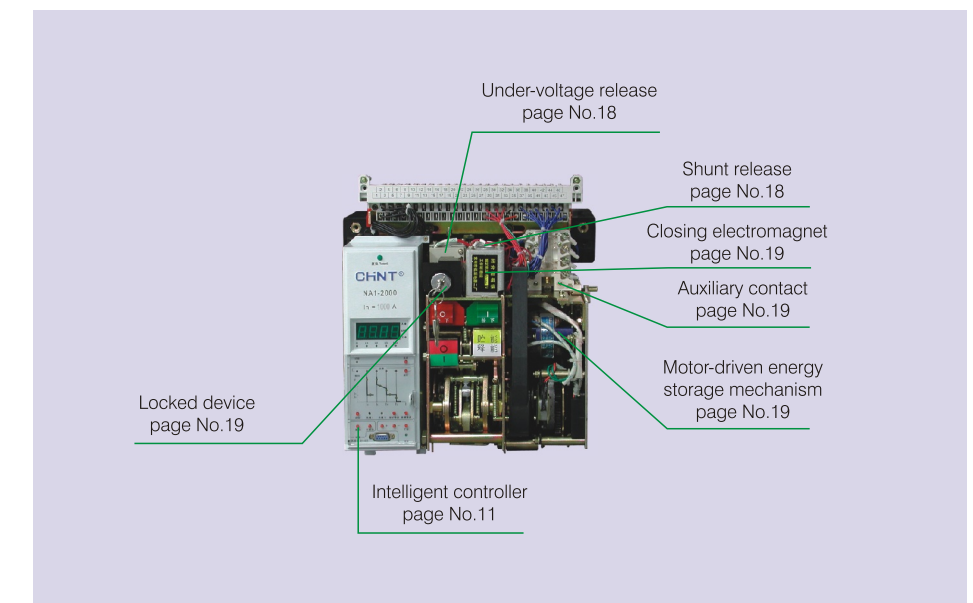 Under-voltage release
page No.18
Shunt release
page No.18
Closing electromagnet
page No.19
Auxiliary contact
page No.19
Motor-driven energy
storage mechanism
page No.19
Locked device
page No.19
Intelligent controller
page No.11
CHNT®
NA1-2000
In = 1000 A